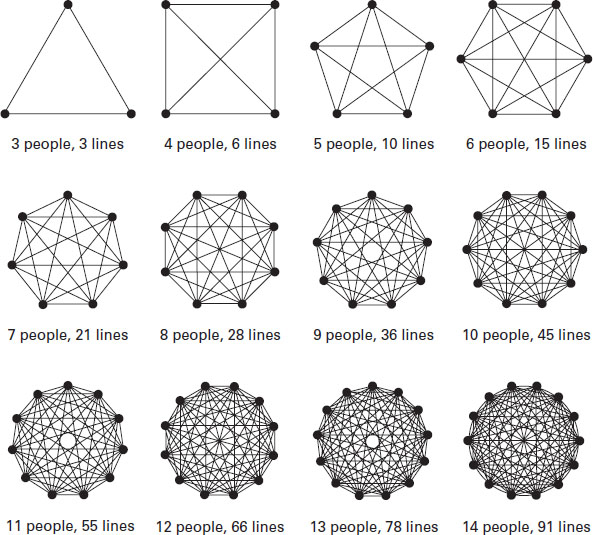 3 people, 3 lines
4 people, 6 lines
5 people, 10 lines
6 people, 15 lines
7 people, 21 lines
8 people, 28 lines
9 people, 36 lines
10 people, 45 lines
11 people, 55 lines
12 people, 66 lines
13 people, 78 lines
14 people, 91 lines